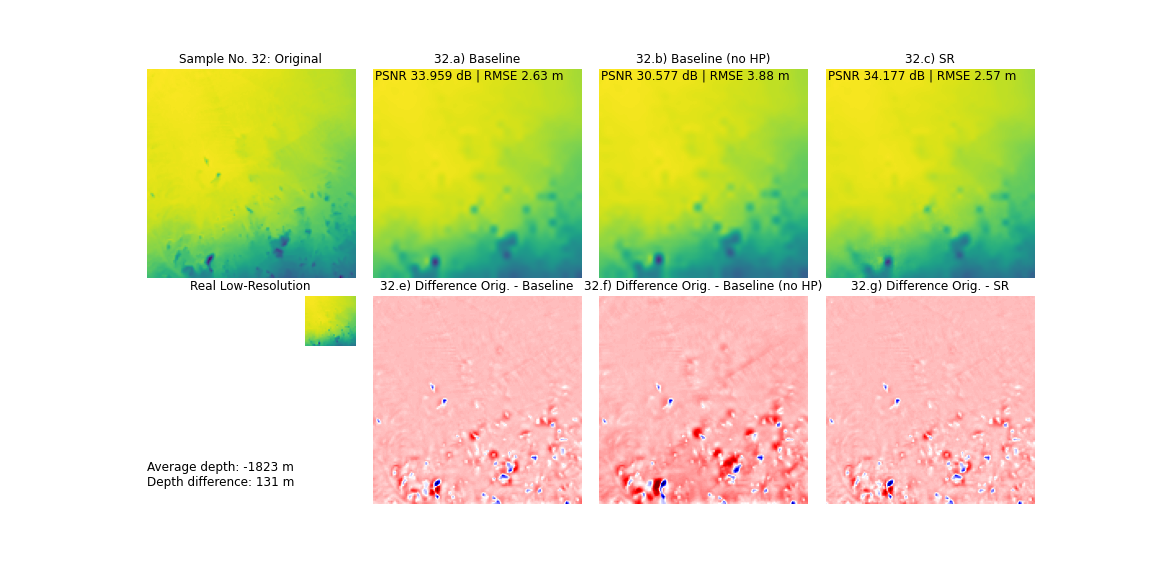 Sample No. 32: Original
32.a) Baseline
32.b) Baseline (no HP)
32.c) SR
PSNR 33.959 dB | RMSE 2.63 m
PSNR 30.577 dB | RMSE 3.88 m
PSNR 34.177 dB | RMSE 2.57 m
Real Low-Resolution
32.e) Difference Orig. - Baseline
32.f) Difference Orig. - Baseline (no HP)
32.g) Difference Orig. - SR
Average depth: -1823 m
Depth difference: 131 m